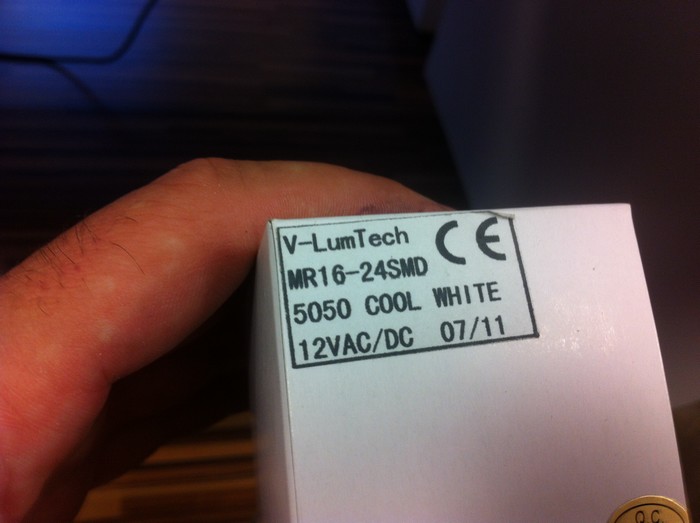 V-LumTech CE
MR16-24SMD
5050 COOL WHITE
12VAC/DC 07/11
Q.C.